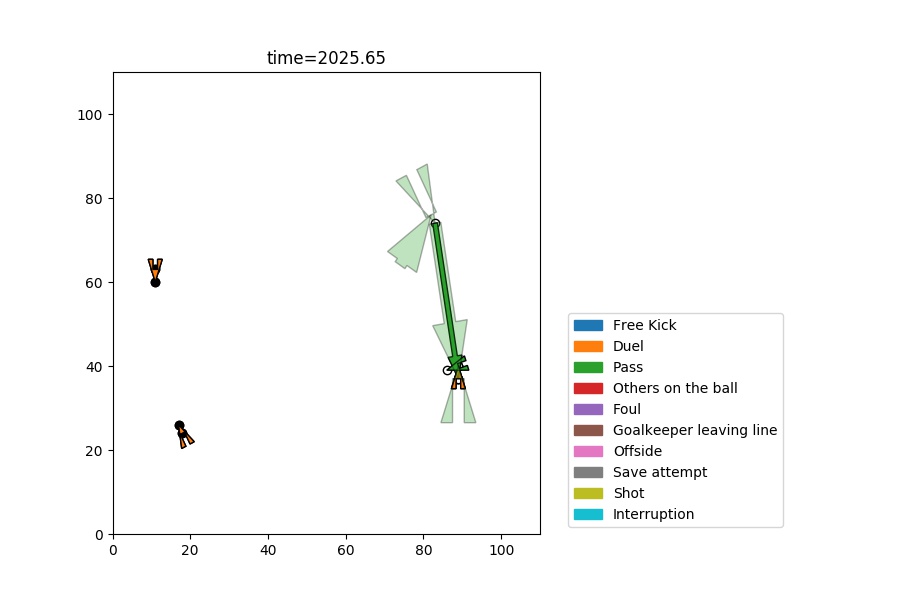 time=2025.65
100
80
60
40
20
0
0 20 40 60 80 100
Free Kick
Duel
Pass
Others on the ball
Foul
Goalkeeper leaving line
Offside
Save attempt
Shot
Interruption